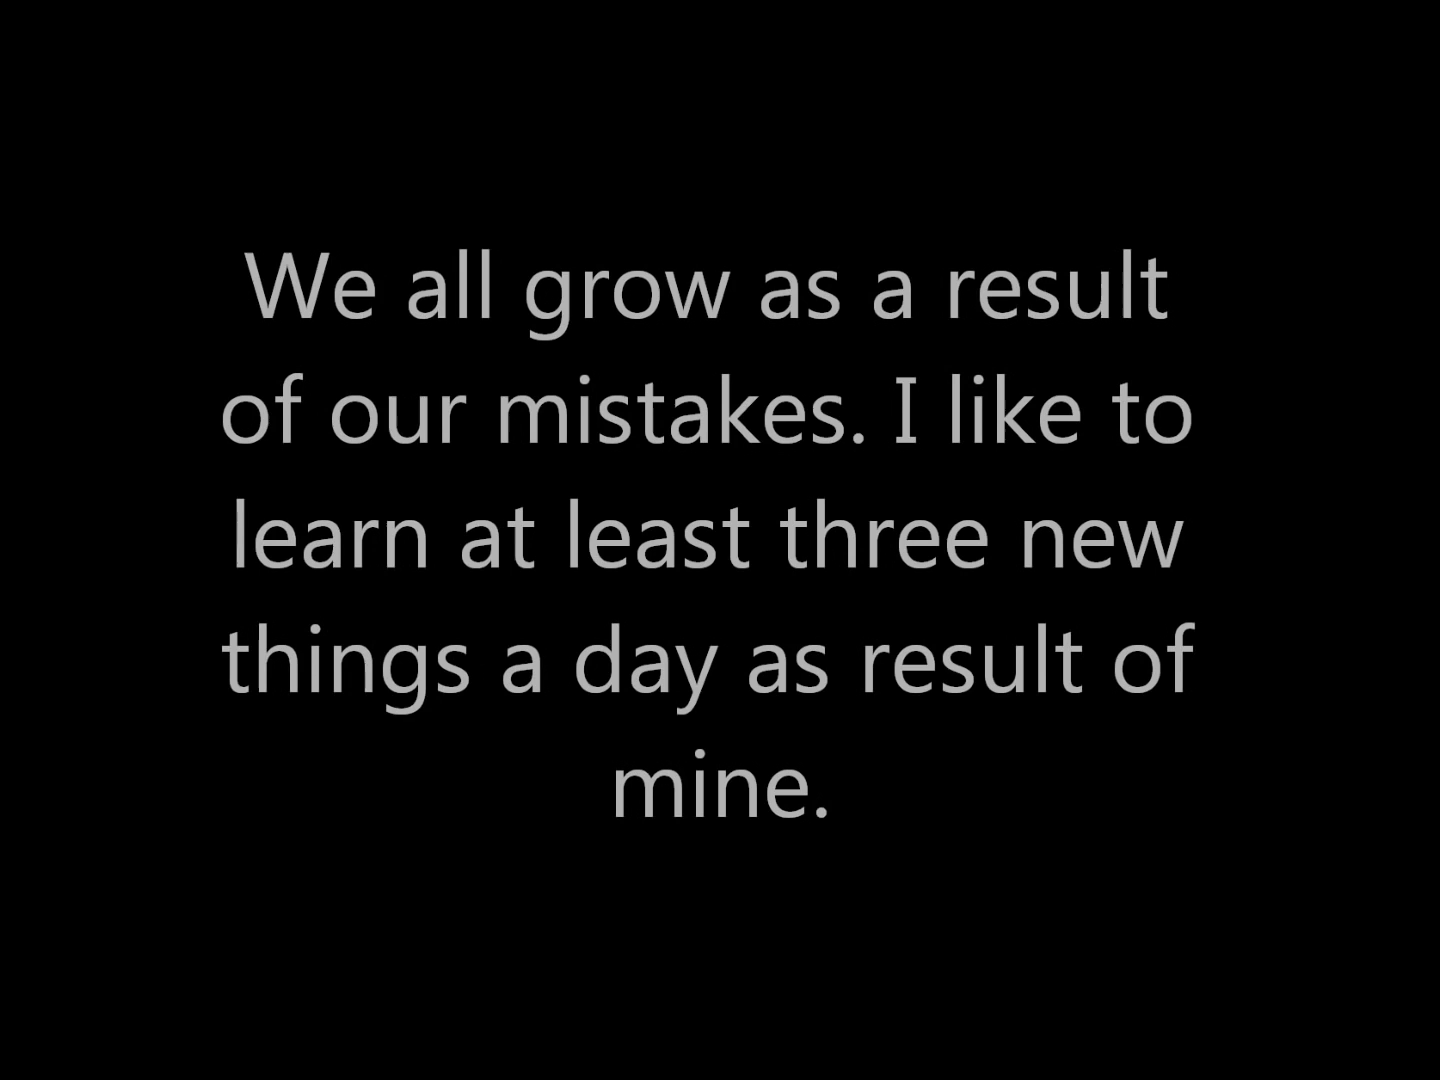 We all grow as a result
of our mistakes. I like to
learn at least three new
things a day as result of
mine.